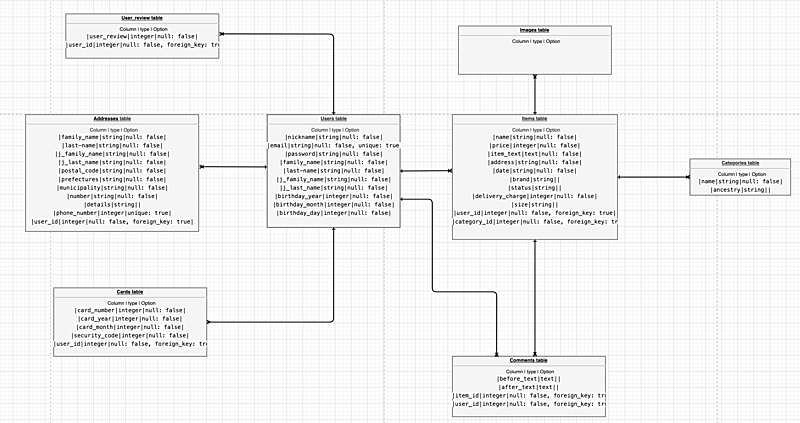 User_review table
Column | type | Option
|user_review|integer|null: false|
|user_id|integer|null: false, foreign_key: tru
Images table
Column | type | Option
Addresses table
Column | type | Option
|family_name|string|null: false|
|last-name|string|null: false|
|j_family_name|string|null: false|
|j_last_name|string|null: false|
|postal_code|string|null: false|
|prefectures|string|null: false|
|municipality|string|null: false|
|number|string|null: false|
|details|string||
|phone_number|integer|unique: true|
|user_id|integer|null: false, foreign_key: true|
Users table
Column | type | Option
|nickname|string|null: false|
|email|string|null: false, unique: true
|password|string|null: false|
|family_name|string|null: false|
|last-name|string|null: false|
|j_family_name|string|null: false|
|j_last_name|string|null: false|
|birthday_year|integer|null: false|
|birthday_month|integer|null: false|
|birthday_day|integer|null: false|
Items table
Column | type | Option
|name|string|null: false|
|price|integer|null: false|
|item_text|text|null: false|
|address|string|null: false|
|date|string|null: false|
|brand|string||
|status|string||
|delivery_charge|integer|null: false|
|size|string||
|user_id|integer|null: false, foreign_key: true|
|category_id|integer|null: false, foreign_key: tr
Categories table
Column | type | Option
|name|string|null: false|
|ancestry|string||
Cards table
Column | type | Option
|card_number|integer|null: false|
|card_year|integer|null: false|
|card_month|integer|null: false|
|security_code|integer|null: false|
|user_id|integer|null: false, foreign_key: tr
Comments table
Column | type | Option
|before_text|text||
|after_text|text||
|item_id|integer|null: false, foreign_key: tr
|user_id|integer|null: false, foreign_key: tr